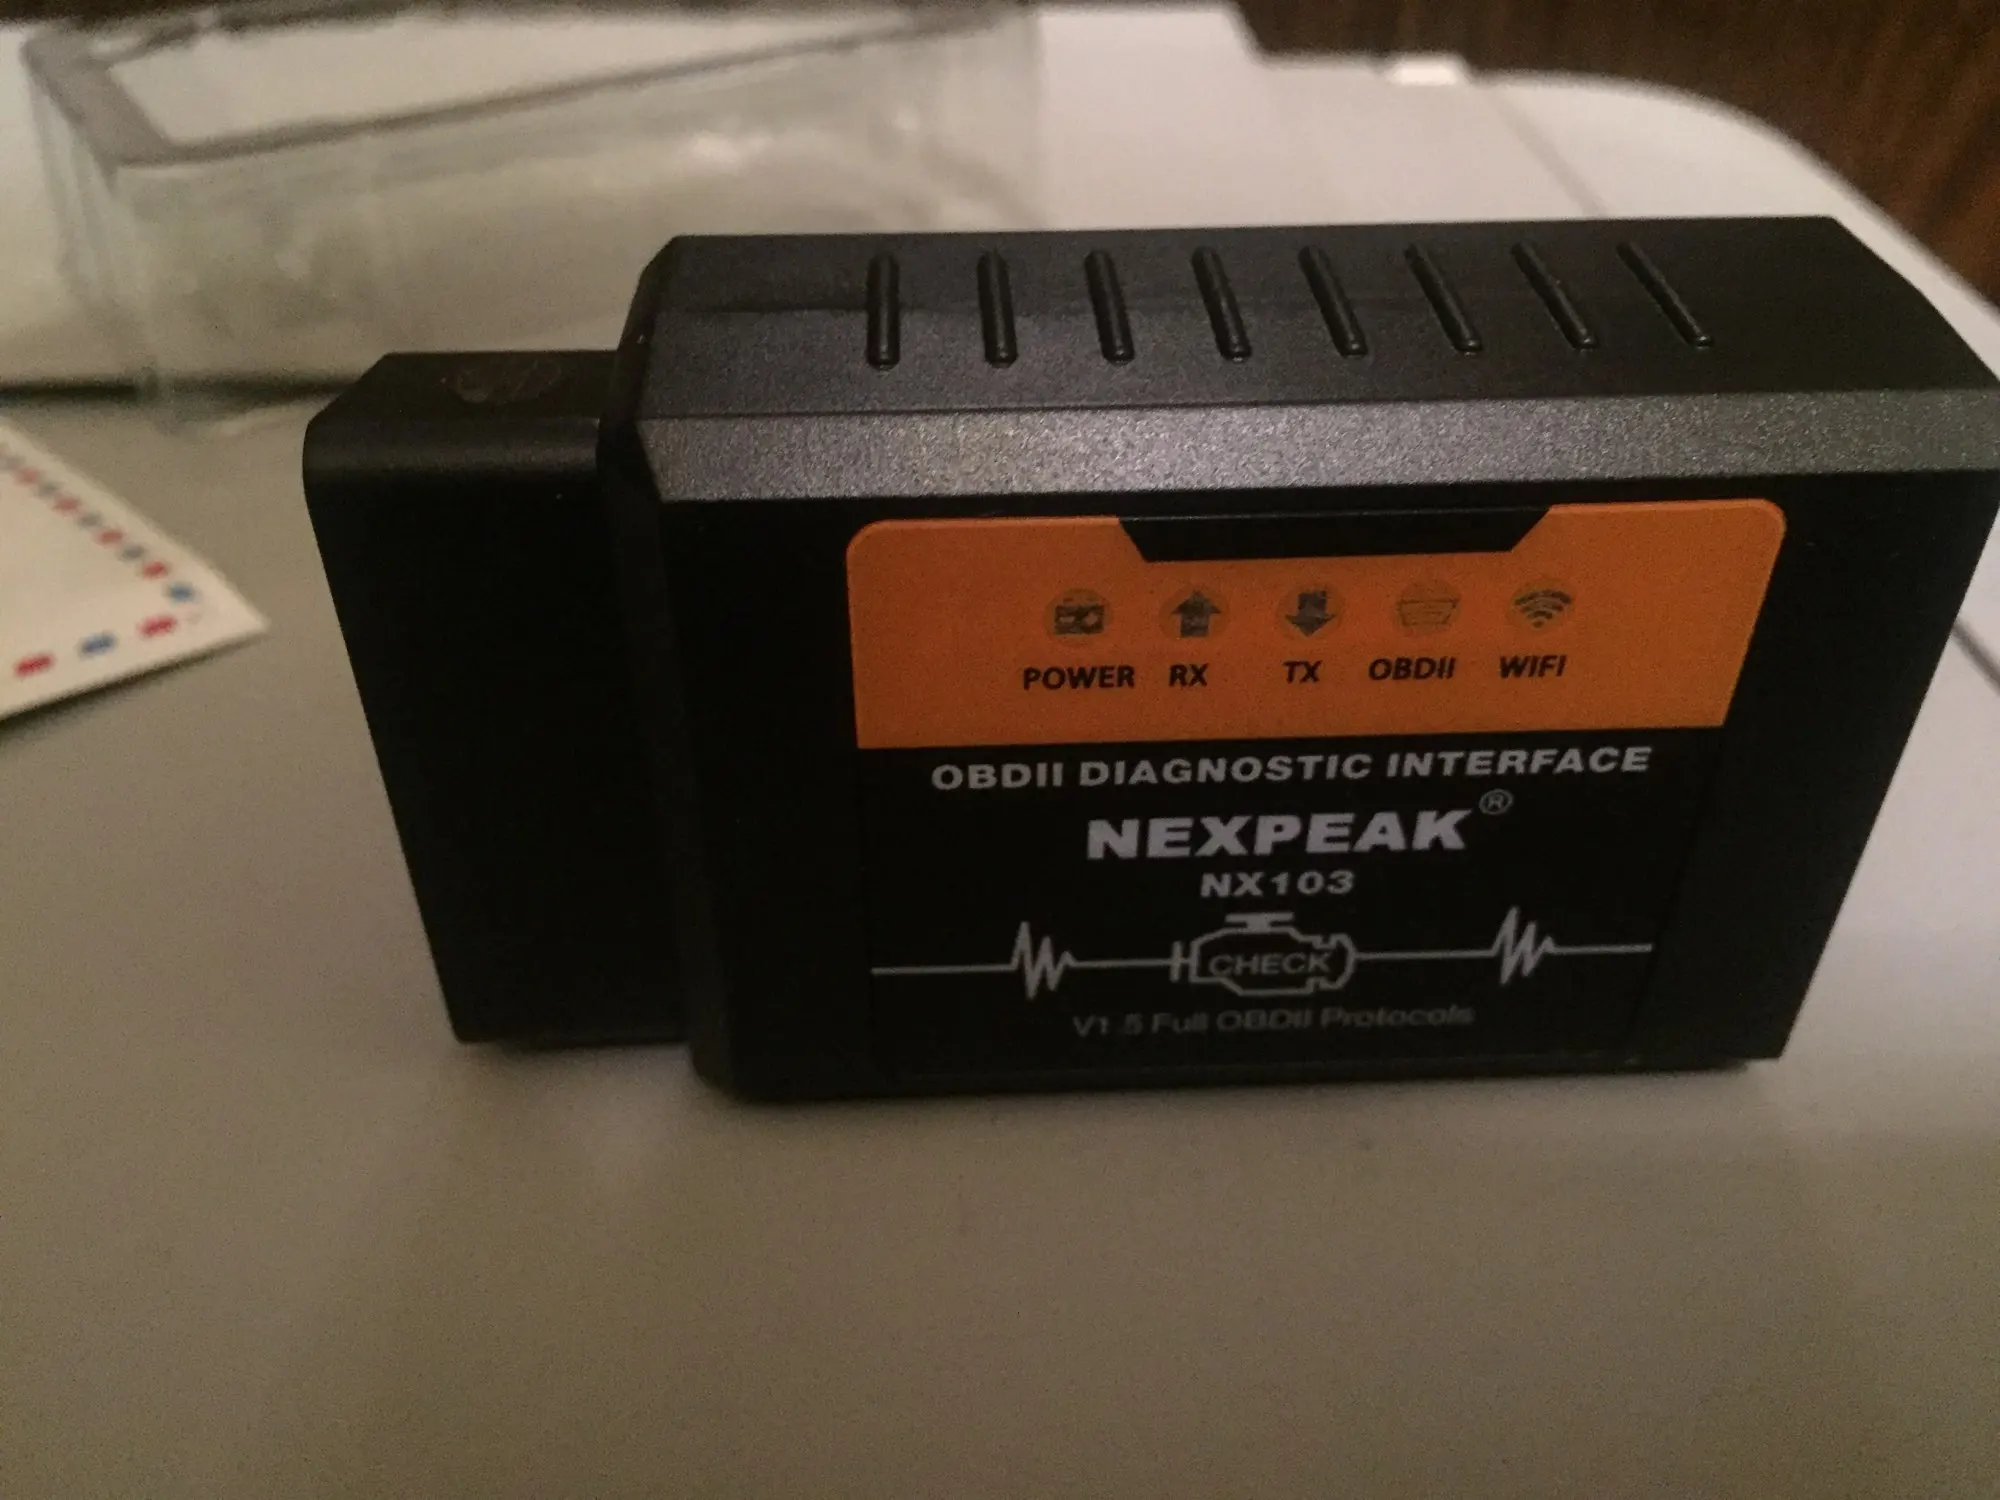 POWER RX TX OBDII WIFI
OBDII DIAGNOSTIC INTERFACE
NEXPEAK®
NX103
CHECK
V1.5 Full OBDII Protocols